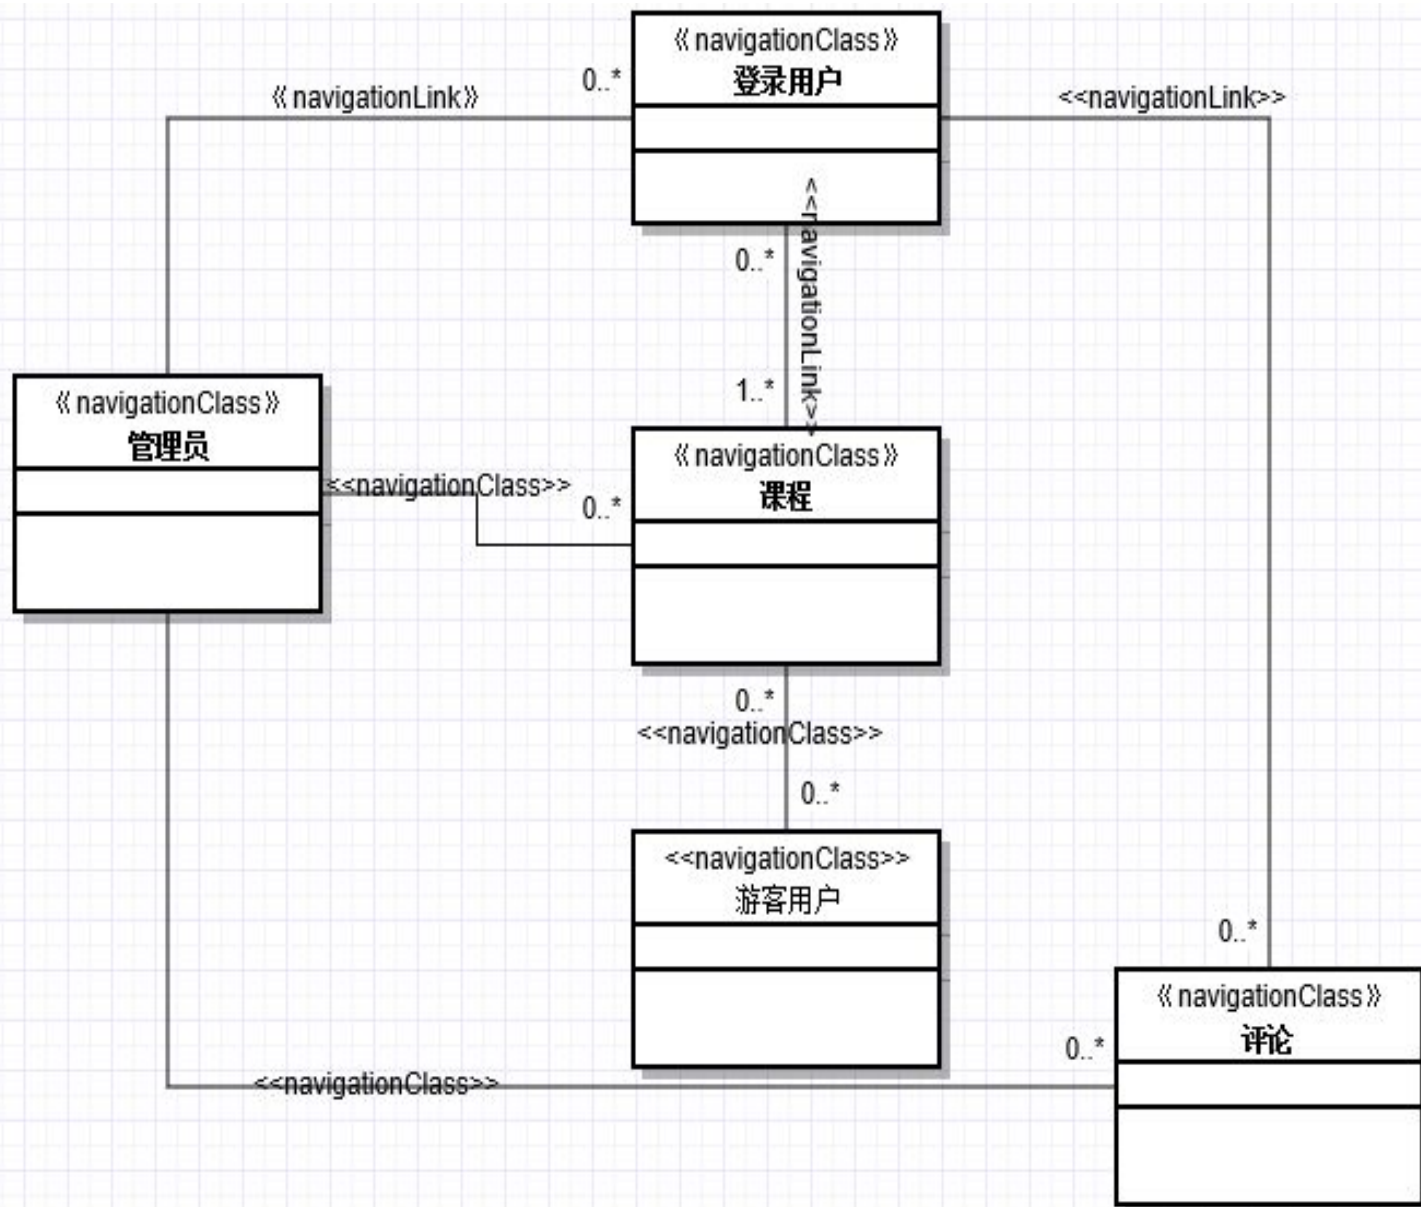 《navigationClass》
登录用户
0..*
《navigationLink》
<<navigationLink>>
<<navigationLink>>
0..*
1..*
《navigationClass》
管理员
<<navigationClass>>
0..*
《navigationClass》
课程
0..*
<<navigationClass>>
0..*
<<navigationClass>>
游客用户
0..*
《navigationClass》
评论
0..*
<<navigationClass>>